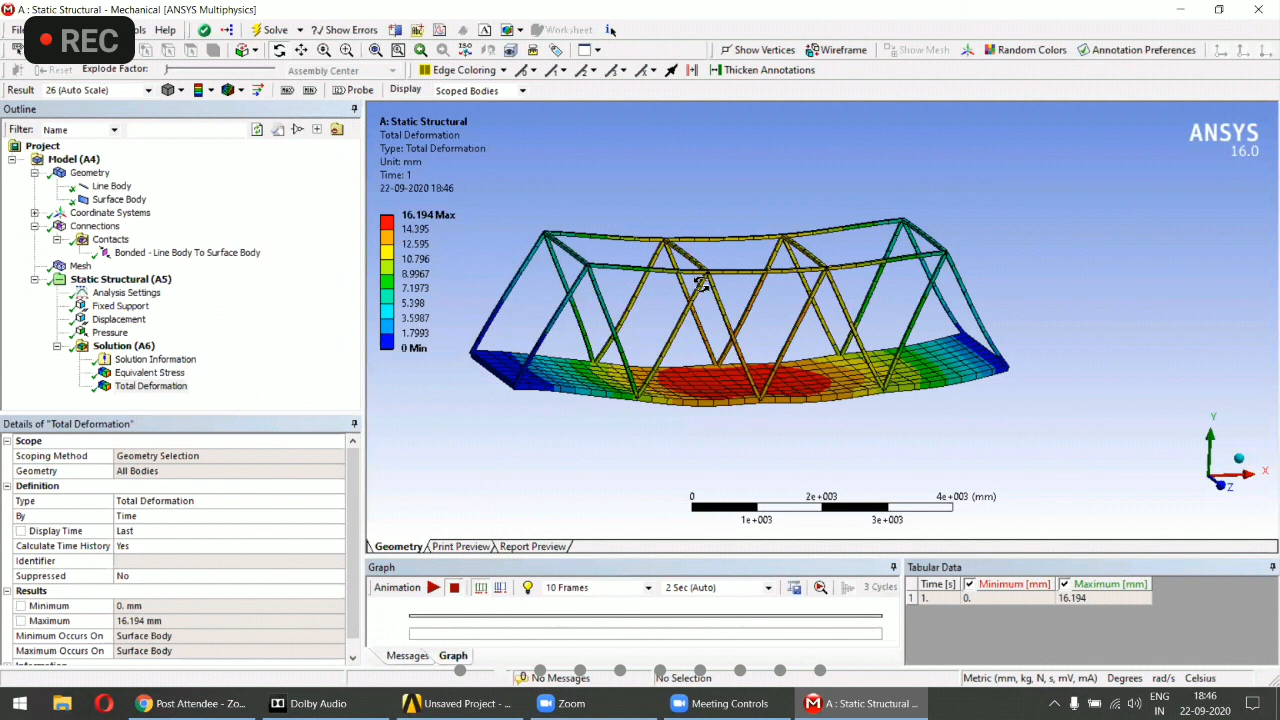 A : Static Structural - Mechanical [ANSYS Multiphysics]
REC
Tools Help Solve ?/ Show Errors Worksheet
Show Vertices Wireframe Show Mesh Random Colors Annotation Preferences
Reset Explode Factor: Assembly Center Edge Coloring Thicken Annotations
Result 26 (Auto Scale) Probe Display Scoped Bodies
Outline
Filter: Name
Project
Model (A4)
Geometry
Line Body
Surface Body
Coordinate Systems
Connections
Contacts
Bonded - Line Body To Surface Body
Mesh
Static Structural (A5)
Analysis Settings
Fixed Support
Displacement
Pressure
Solution (A6)
Solution Information
Equivalent Stress
Total Deformation
Details of "Total Deformation"
Scope
Scoping Method Geometry Selection
Geometry All Bodies
Definition
Type Total Deformation
By Time
Display Time Last
Calculate Time History Yes
Identifier
Suppressed No
Results
Minimum 0. mm
Maximum 16.194 mm
Minimum Occurs On Surface Body
Maximum Occurs On Surface Body
A: Static Structural
Total Deformation
Type: Total Deformation
Unit: mm
Time: 1
22-09-2020 18:46
16.194 Max
14.395
12.595
10.796
8.9967
7.1973
5.398
3.5987
1.7993
0 Min
ANSYS
16.0
Y
X
Z
0 2e+003 4e+003 (mm)
1e+003 3e+003
Geometry Print Preview Report Preview
Graph
Animation 10 Frames 2 Sec (Auto) 3 Cycles
Messages Graph
Tabular Data
Time [s] Minimum [mm] Maximum [mm]
1 1. 0. 16.194
No Messages No Selection Metric (mm, kg, N, s, mV, mA) Degrees rad/s Celsius
Post Attendee - Zo... Dolby Audio Unsaved Project - ... Zoom Meeting Controls A : Static Structural ...
ENG
IN
18:46
22-09-2020